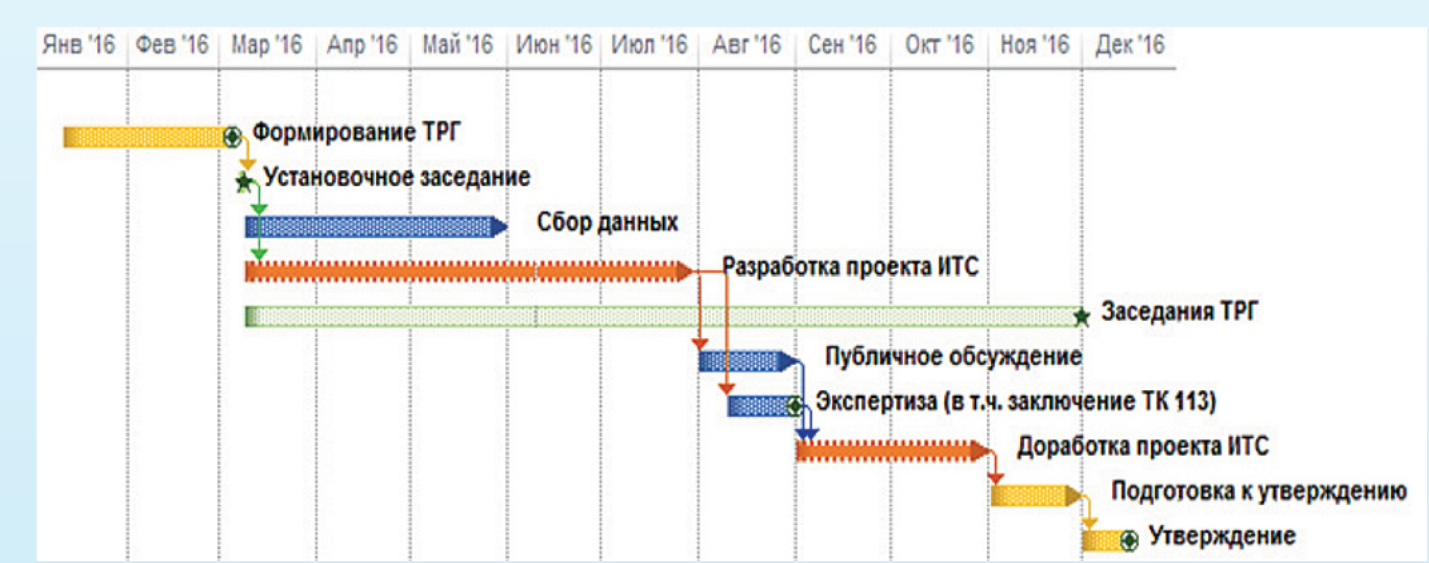 Янв '16 Фев '16 Мар '16 Апр '16 Май '16 Июн '16 Июл '16 Авг '16 Сен '16 Окт '16 Ноя '16 Дек '16
Формирование ТРГ
Установочное заседание
Сбор данных
Разработка проекта ИТС
Заседания ТРГ
Публичное обсуждение
Экспертиза (в т.ч. заключение ТК 113)
Доработка проекта ИТС
Подготовка к утверждению
Утверждение